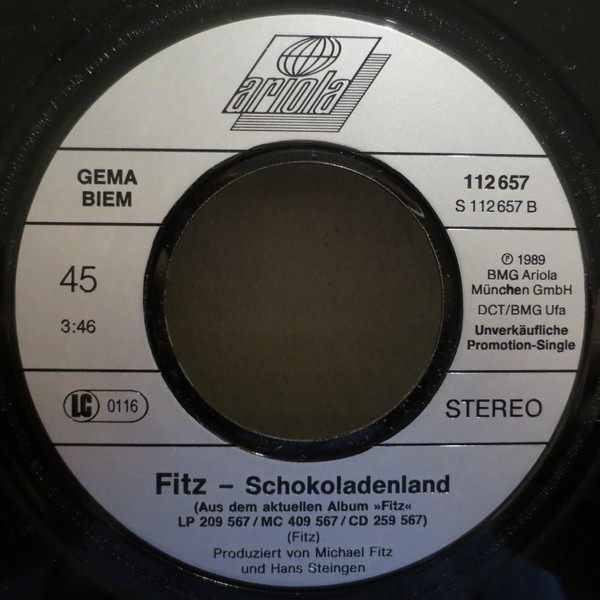 ariola
GEMA
BIEM
112 657
S 112 657 B
45
3:46
℗ 1989
BMG Ariola
München GmbH
DCT/BMG Ufa
Unverkäufliche
Promotion-Single
LC 0116
STEREO
Fitz – Schokoladenland
(Aus dem aktuellen Album »Fitz«
LP 209 567 / MC 409 567 / CD 259 567)
(Fitz)
Produziert von Michael Fitz
und Hans Steingen